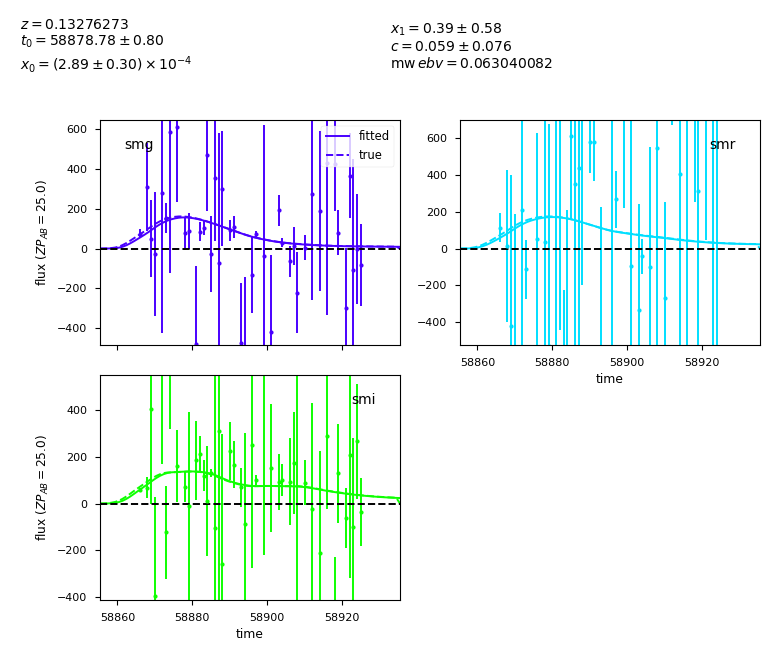 z = 0.13276273
t₀ = 58878.78 ± 0.80
x₀ = (2.89 ± 0.30) × 10⁻⁴
x₁ = 0.39 ± 0.58
c = 0.059 ± 0.076
mw ebv = 0.063040082
600
400
200
0
−200
−400
flux (ZP_AB = 25.0)
smg
fitted
true
600
400
200
0
−200
−400
smr
58860 58880 58900 58920
time
400
200
0
−200
−400
flux (ZP_AB = 25.0)
smi
58860 58880 58900 58920
time